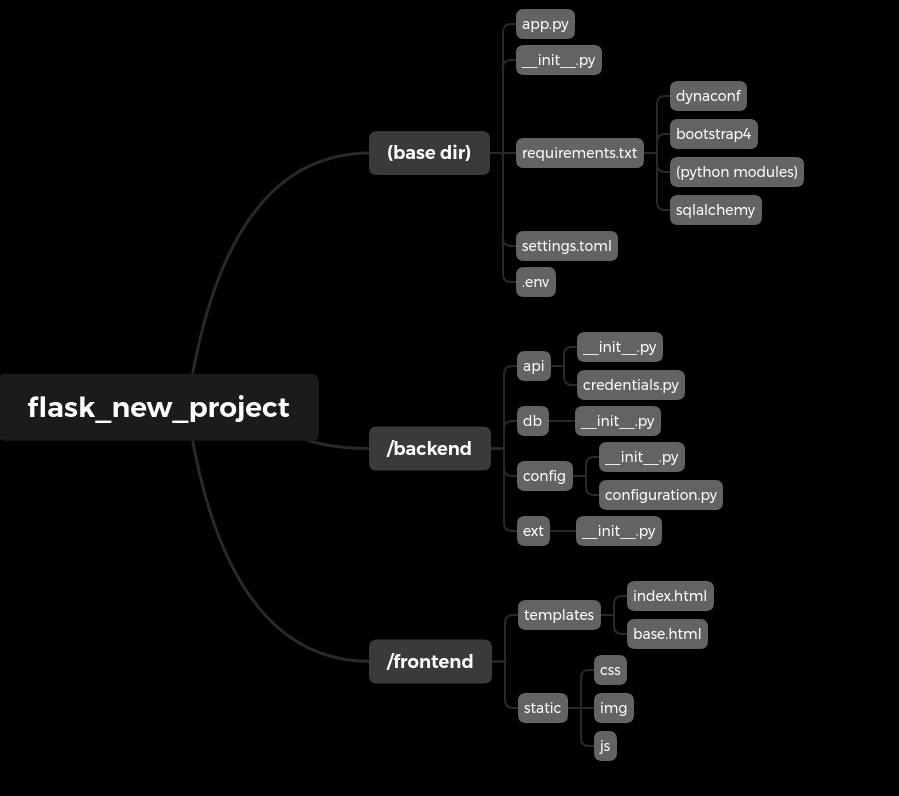 flask_new_project
(base dir)
app.py
__init__.py
requirements.txt
dynaconf
bootstrap4
(python modules)
sqlalchemy
settings.toml
.env
/backend
api
__init__.py
credentials.py
db
__init__.py
config
__init__.py
configuration.py
ext
__init__.py
/frontend
templates
index.html
base.html
static
css
img
js